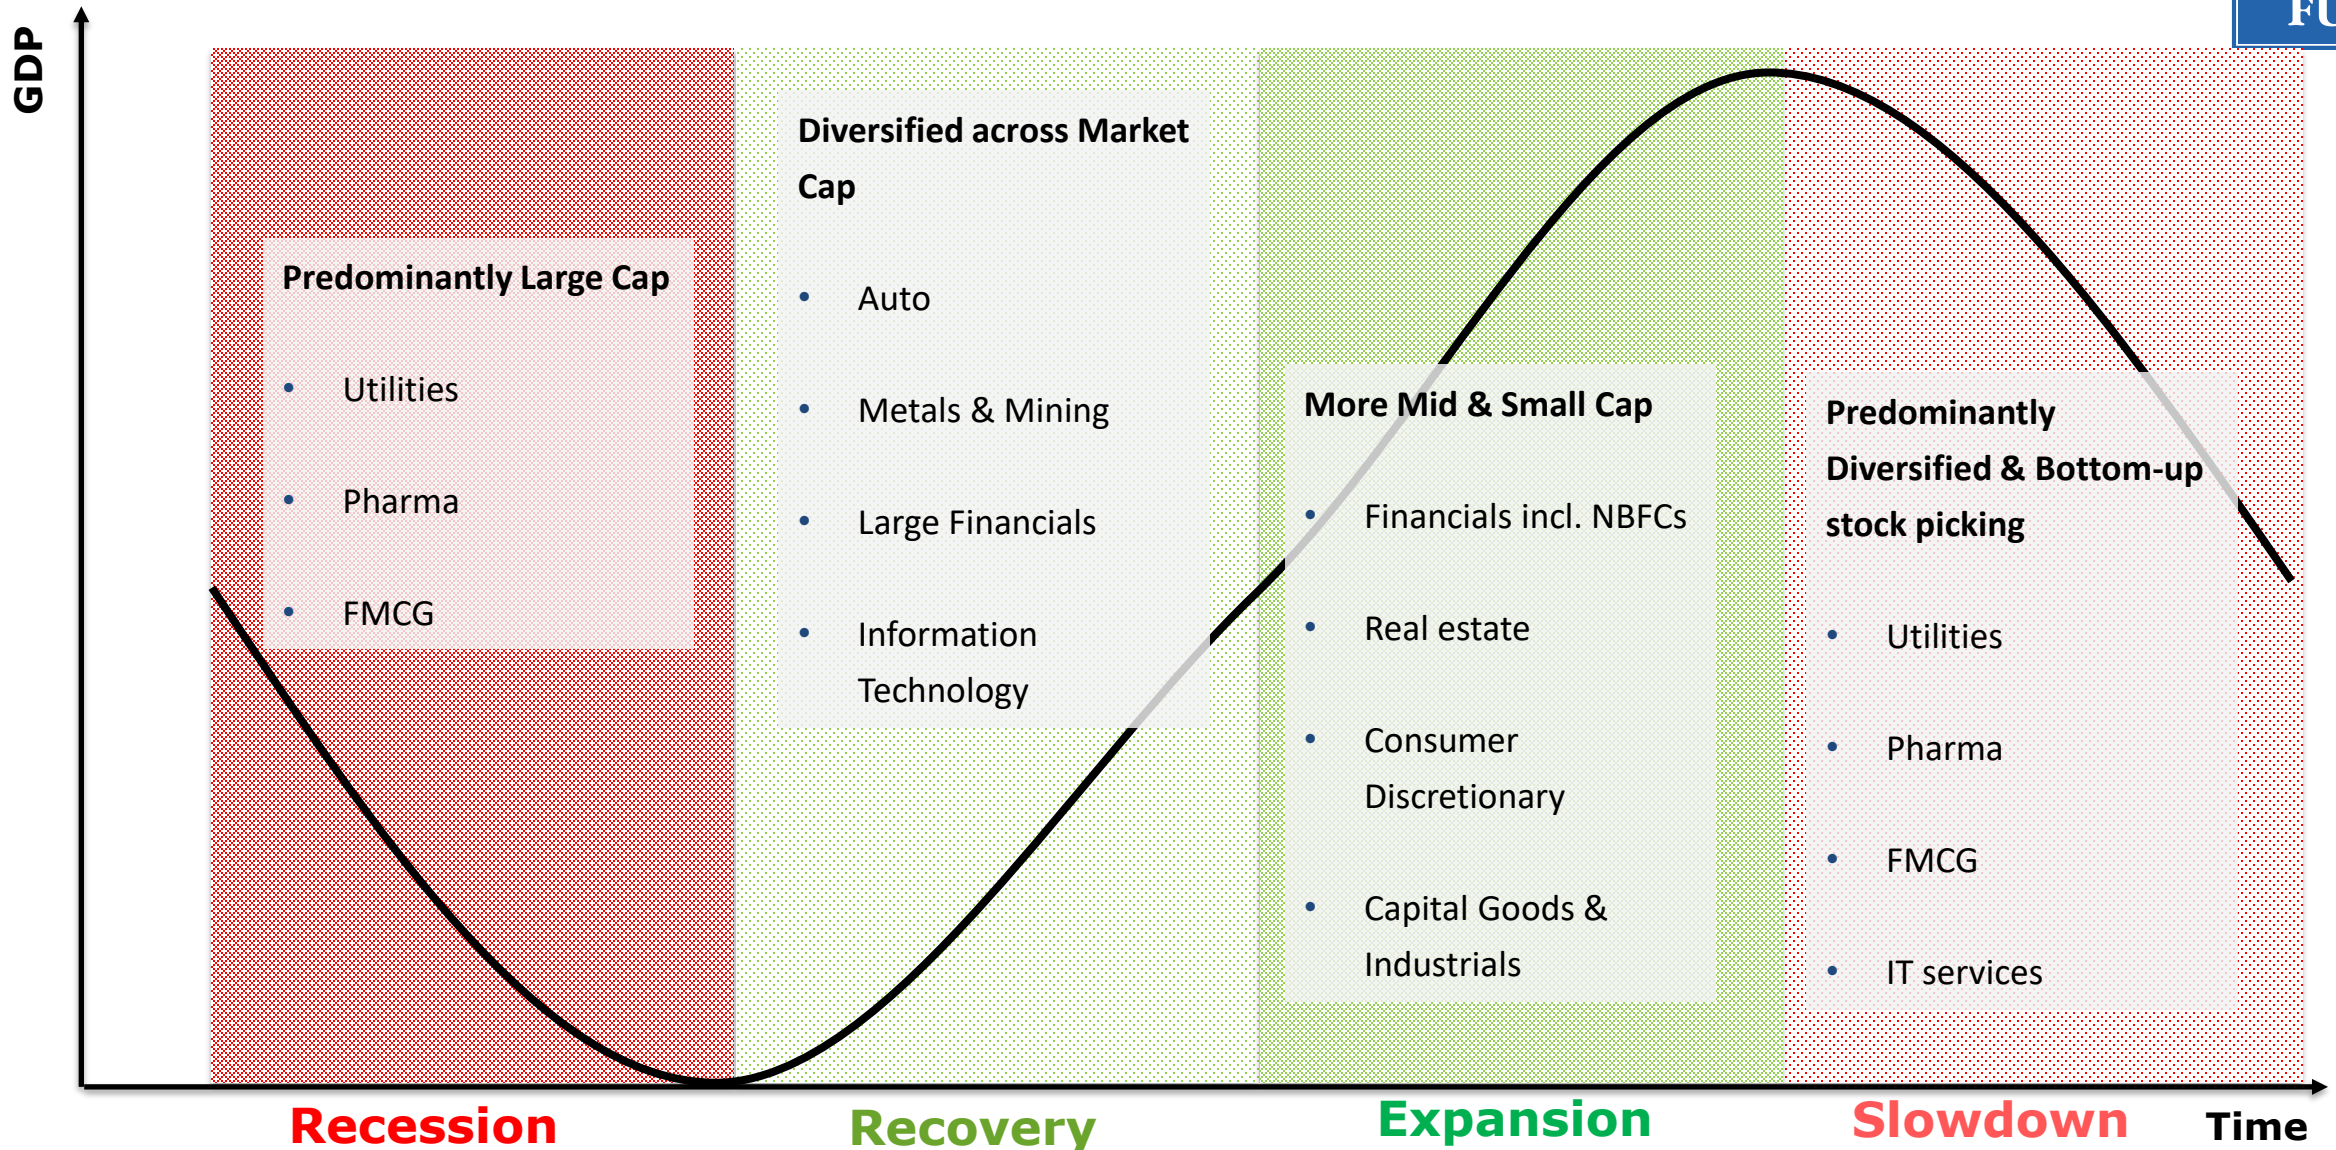 GDP
Predominantly Large Cap
• Utilities
• Pharma
• FMCG
Diversified across Market
Cap
• Auto
• Metals & Mining
• Large Financials
• Information
Technology
More Mid & Small Cap
• Financials incl. NBFCs
• Real estate
• Consumer
Discretionary
• Capital Goods &
Industrials
Predominantly
Diversified & Bottom-up
stock picking
• Utilities
• Pharma
• FMCG
• IT services
Recession
Recovery
Expansion
Slowdown
Time